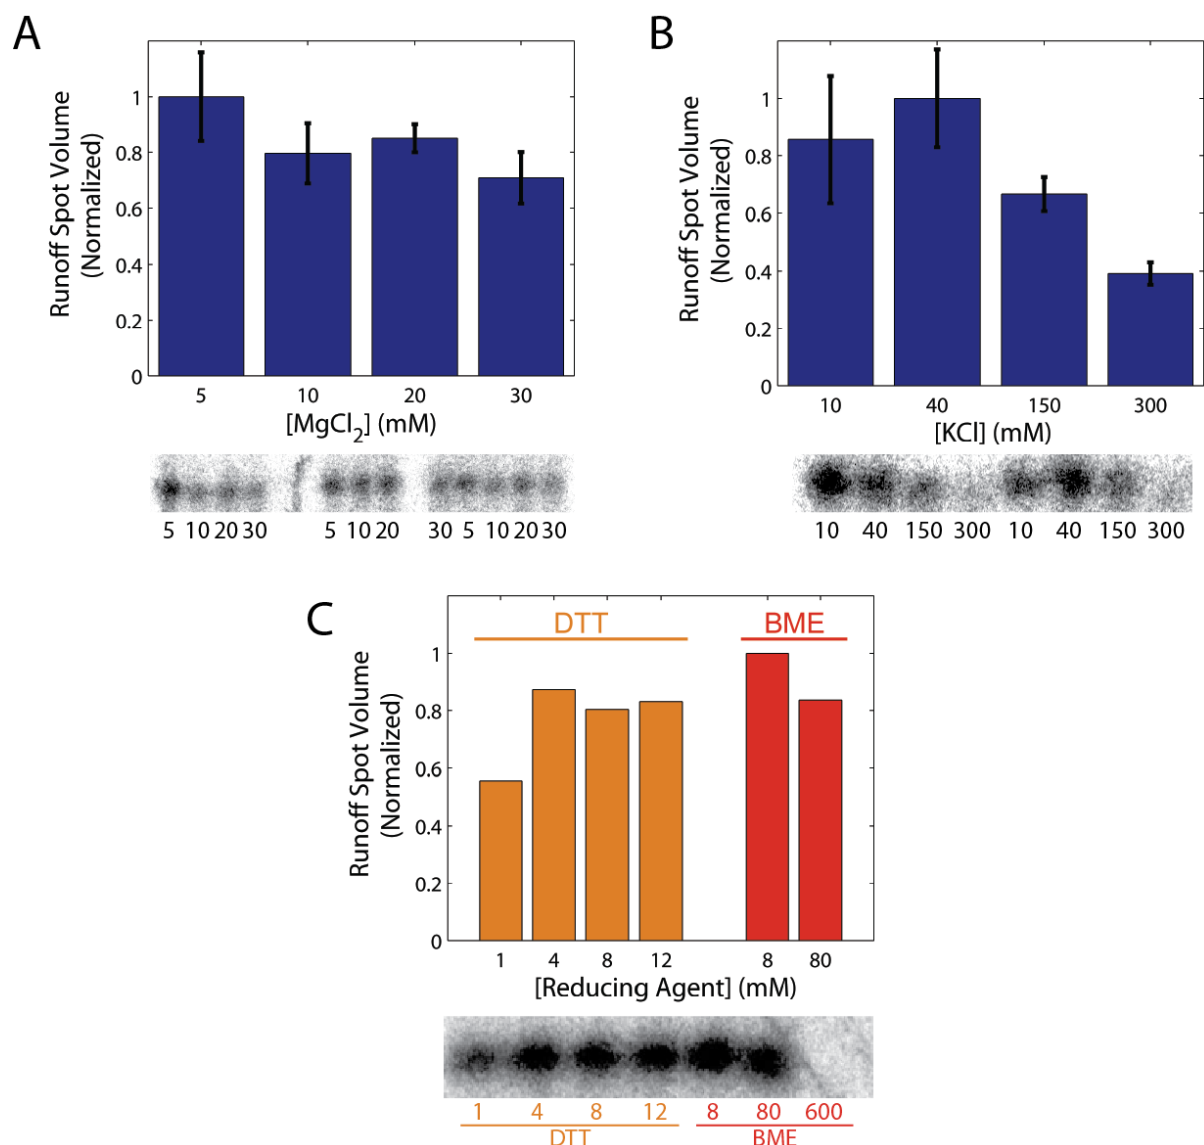 A
Runoff Spot Volume
(Normalized)
1
0.8
0.6
0.4
0.2
0
5 10 20 30
[MgCl2] (mM)
5 10 20 30 5 10 20 30 5 10 20 30
B
Runoff Spot Volume
(Normalized)
1
0.8
0.6
0.4
0.2
0
10 40 150 300
[KCl] (mM)
10 40 150 300 10 40 150 300
C
Runoff Spot Volume
(Normalized)
DTT BME
1
0.8
0.6
0.4
0.2
0
1 4 8 12 8 80
[Reducing Agent] (mM)
1 4 8 12 8 80 600
DTT BME